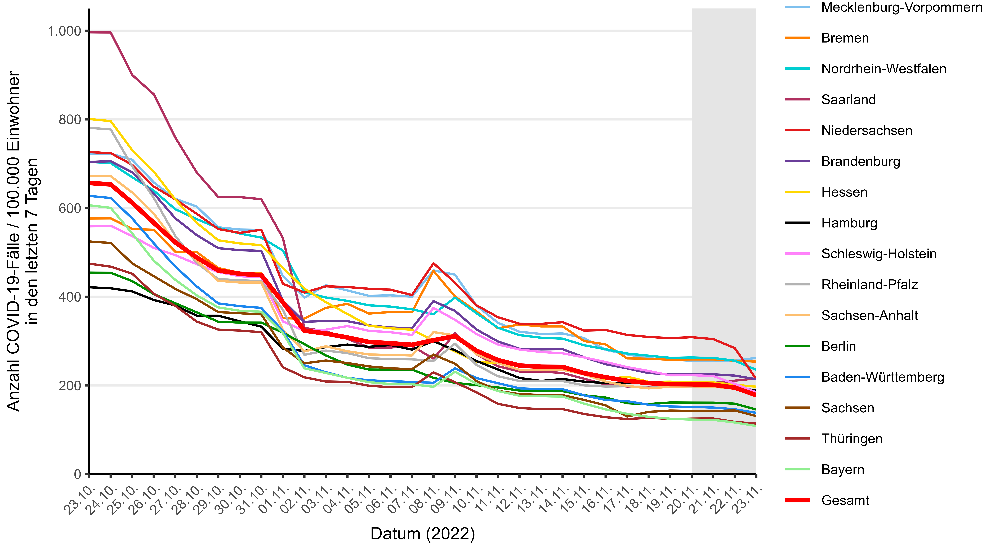 Anzahl COVID-19-Fälle / 100.000 Einwohner
in den letzten 7 Tagen
1.000
800
600
400
200
0
23.10.
24.10.
25.10.
26.10.
27.10.
28.10.
29.10.
30.10.
31.10.
01.11.
02.11.
03.11.
04.11.
05.11.
06.11.
07.11.
08.11.
09.11.
10.11.
11.11.
12.11.
13.11.
14.11.
15.11.
16.11.
17.11.
18.11.
19.11.
20.11.
21.11.
22.11.
23.11.
Datum (2022)
Mecklenburg-Vorpommern
Bremen
Nordrhein-Westfalen
Saarland
Niedersachsen
Brandenburg
Hessen
Hamburg
Schleswig-Holstein
Rheinland-Pfalz
Sachsen-Anhalt
Berlin
Baden-Württemberg
Sachsen
Thüringen
Bayern
Gesamt